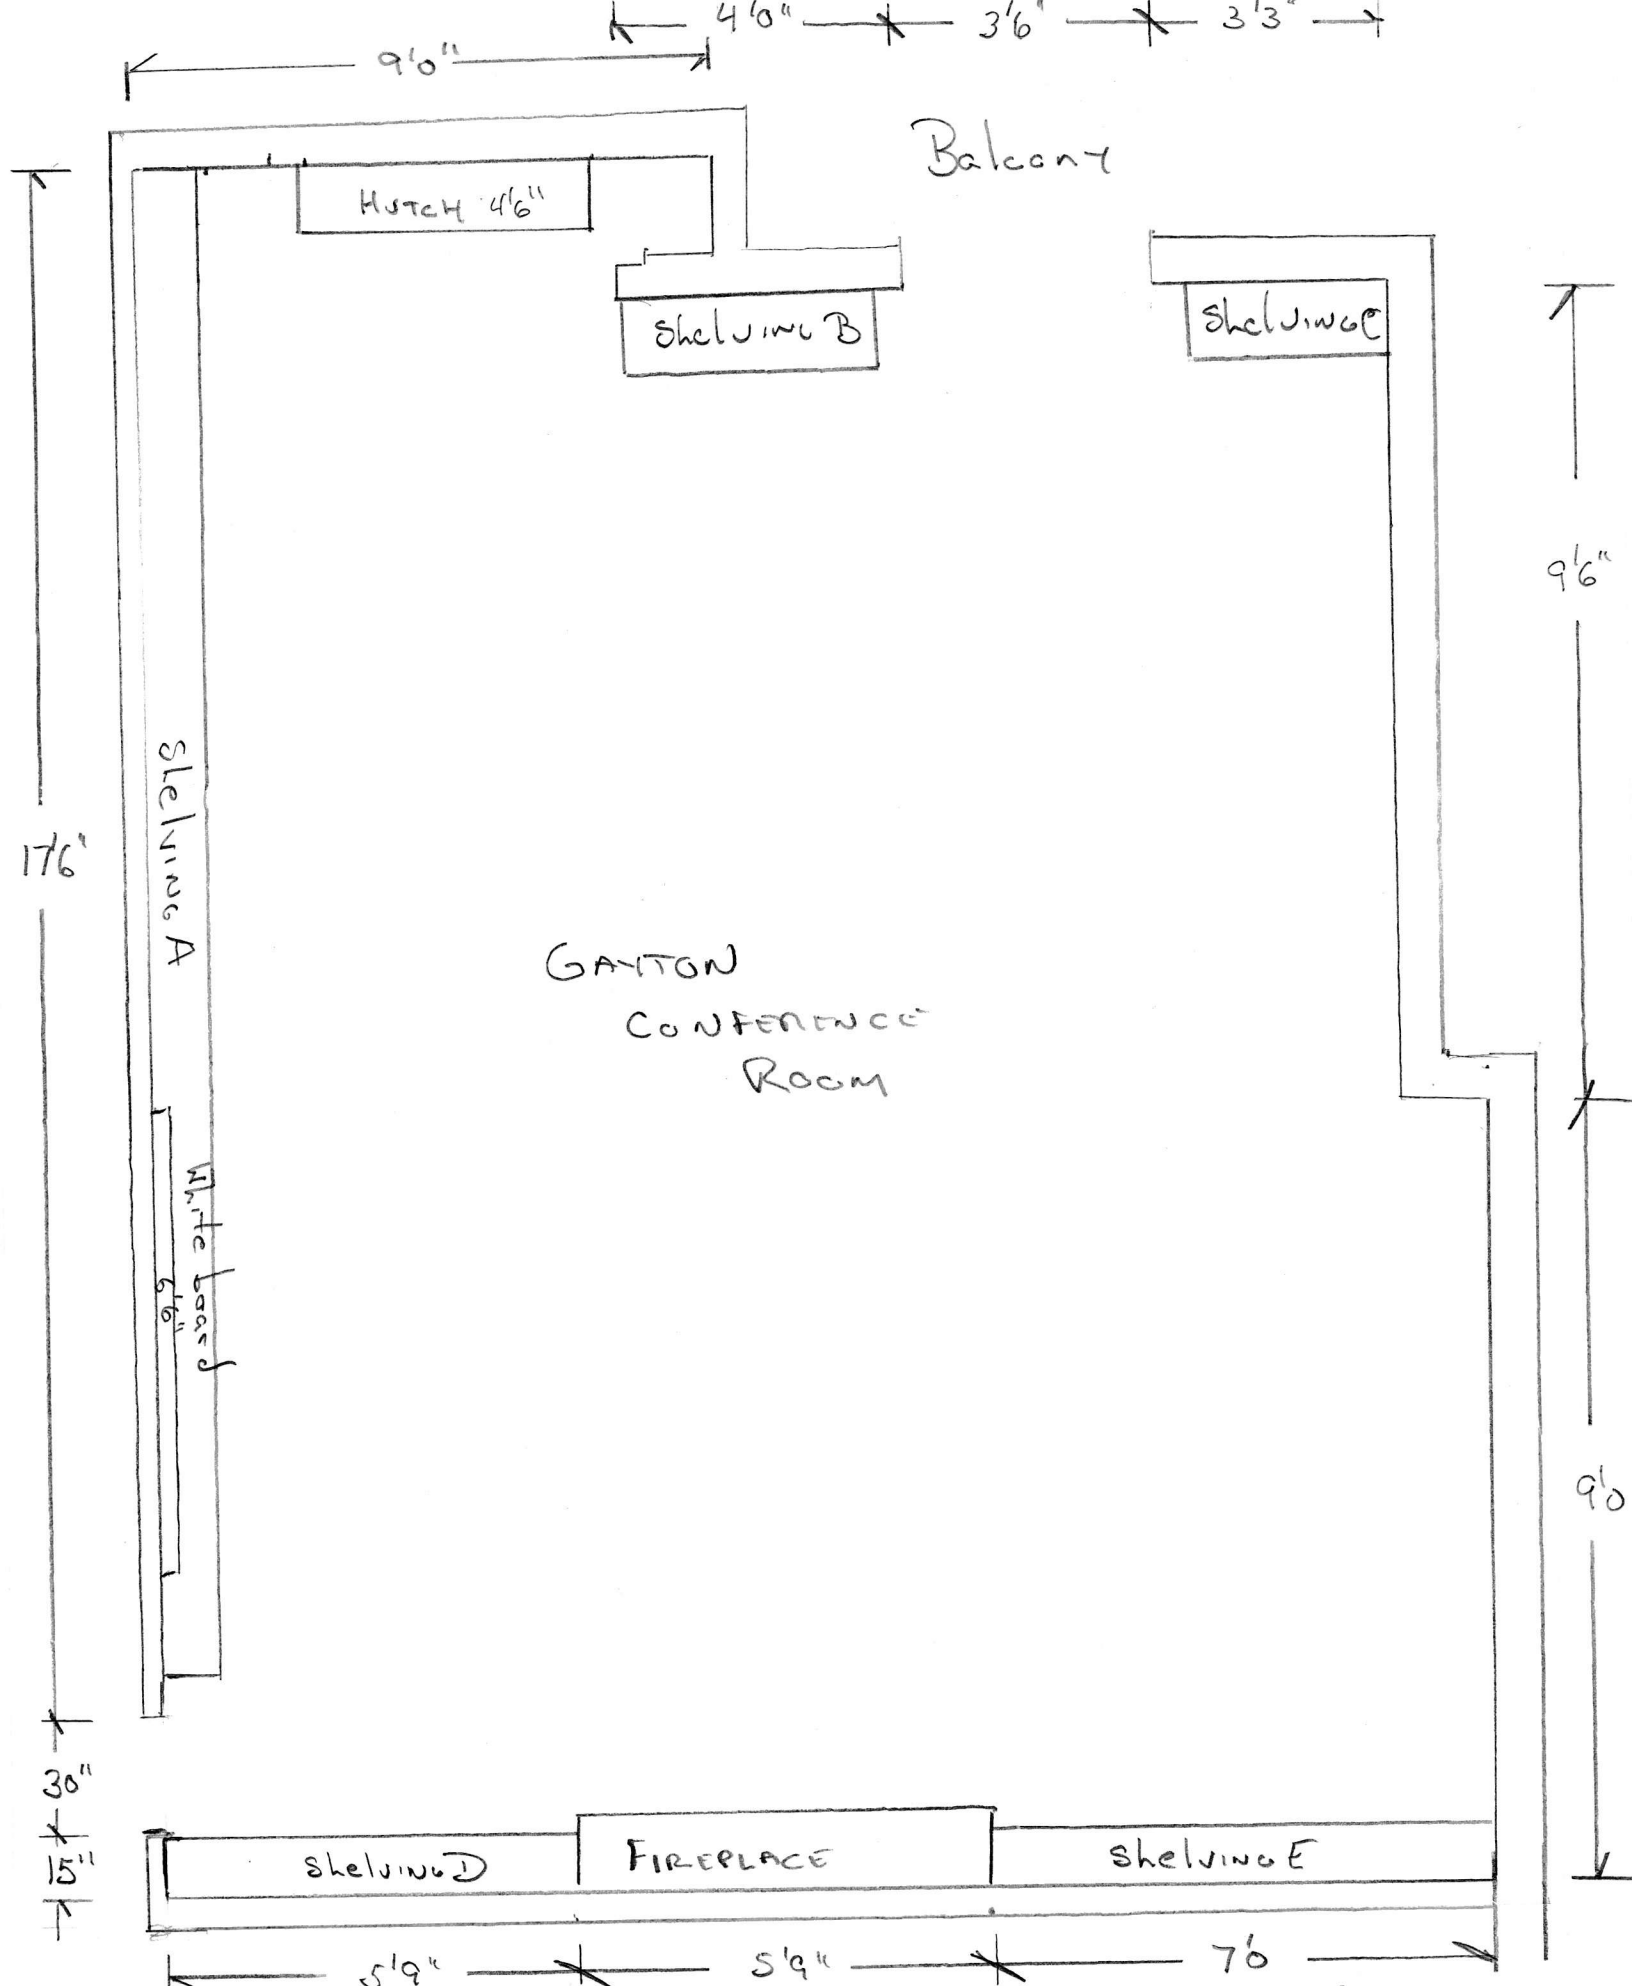 4'0" 3'6" 3'3"
9'0"
Balcony
HUTCH 4'6"
Shelving B
Shelving C
9'6"
Shelving A
17'6"
GAYTON
CONFERENCE
ROOM
White board
6'6"
9'0
30"
15"
Shelving D
FIREPLACE
Shelving E
5'9" 5'9" 7'0